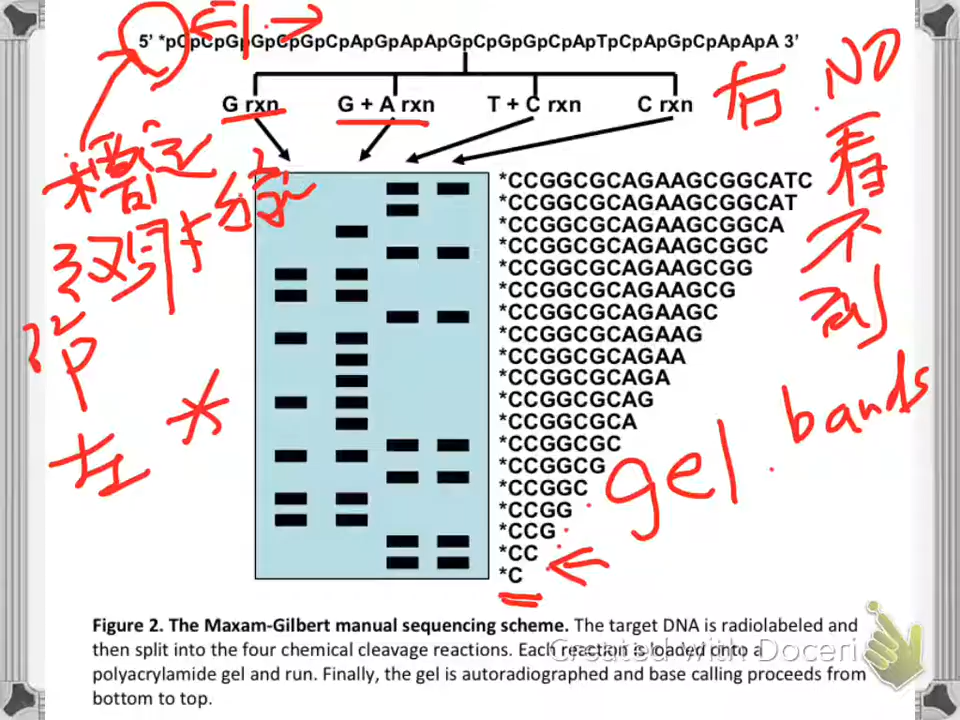 5' *pCpCpGpGpCpGpCpApGpApApGpCpGpGpCpApTpCpApGpCpApApA 3'
G rxn G + A rxn T + C rxn C rxn
右 NO
看
不
到
*CCGGCGCAGAAGCGGCATC
*CCGGCGCAGAAGCGGCAT
*CCGGCGCAGAAGCGGCA
*CCGGCGCAGAAGCGGC
*CCGGCGCAGAAGCGG
*CCGGCGCAGAAGCG
*CCGGCGCAGAAGC
*CCGGCGCAGAAG
*CCGGCGCAGAA
*CCGGCGCAGA
*CCGGCGCAG
*CCGGCGCA
*CCGGCGC
*CCGGCG
*CCGGC
*CCGG
*CCG
*CC
*C
P
左 *
gel bands
Figure 2. The Maxam-Gilbert manual sequencing scheme. The target DNA is radiolabeled and
then split into the four chemical cleavage reactions. Each reaction is loaded onto a
polyacrylamide gel and run. Finally, the gel is autoradiographed and base calling proceeds from
bottom to top.
Created with Doceri